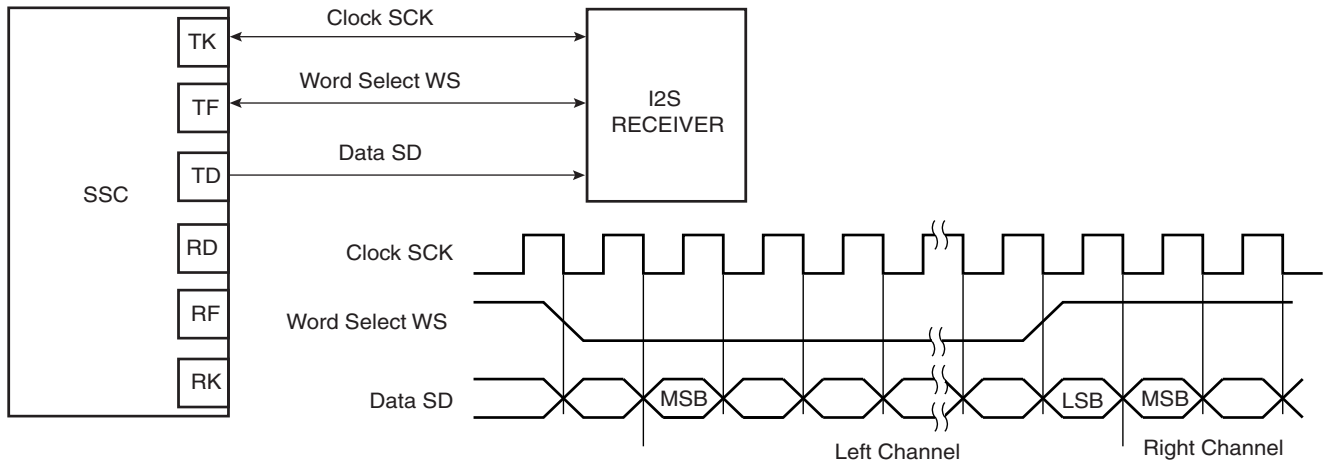 Clock SCK
TK
Word Select WS
TF
I2S
RECEIVER
Data SD
TD
SSC
RD
RF
RK
Clock SCK
Word Select WS
Data SD
MSB
LSB
MSB
Left Channel
Right Channel